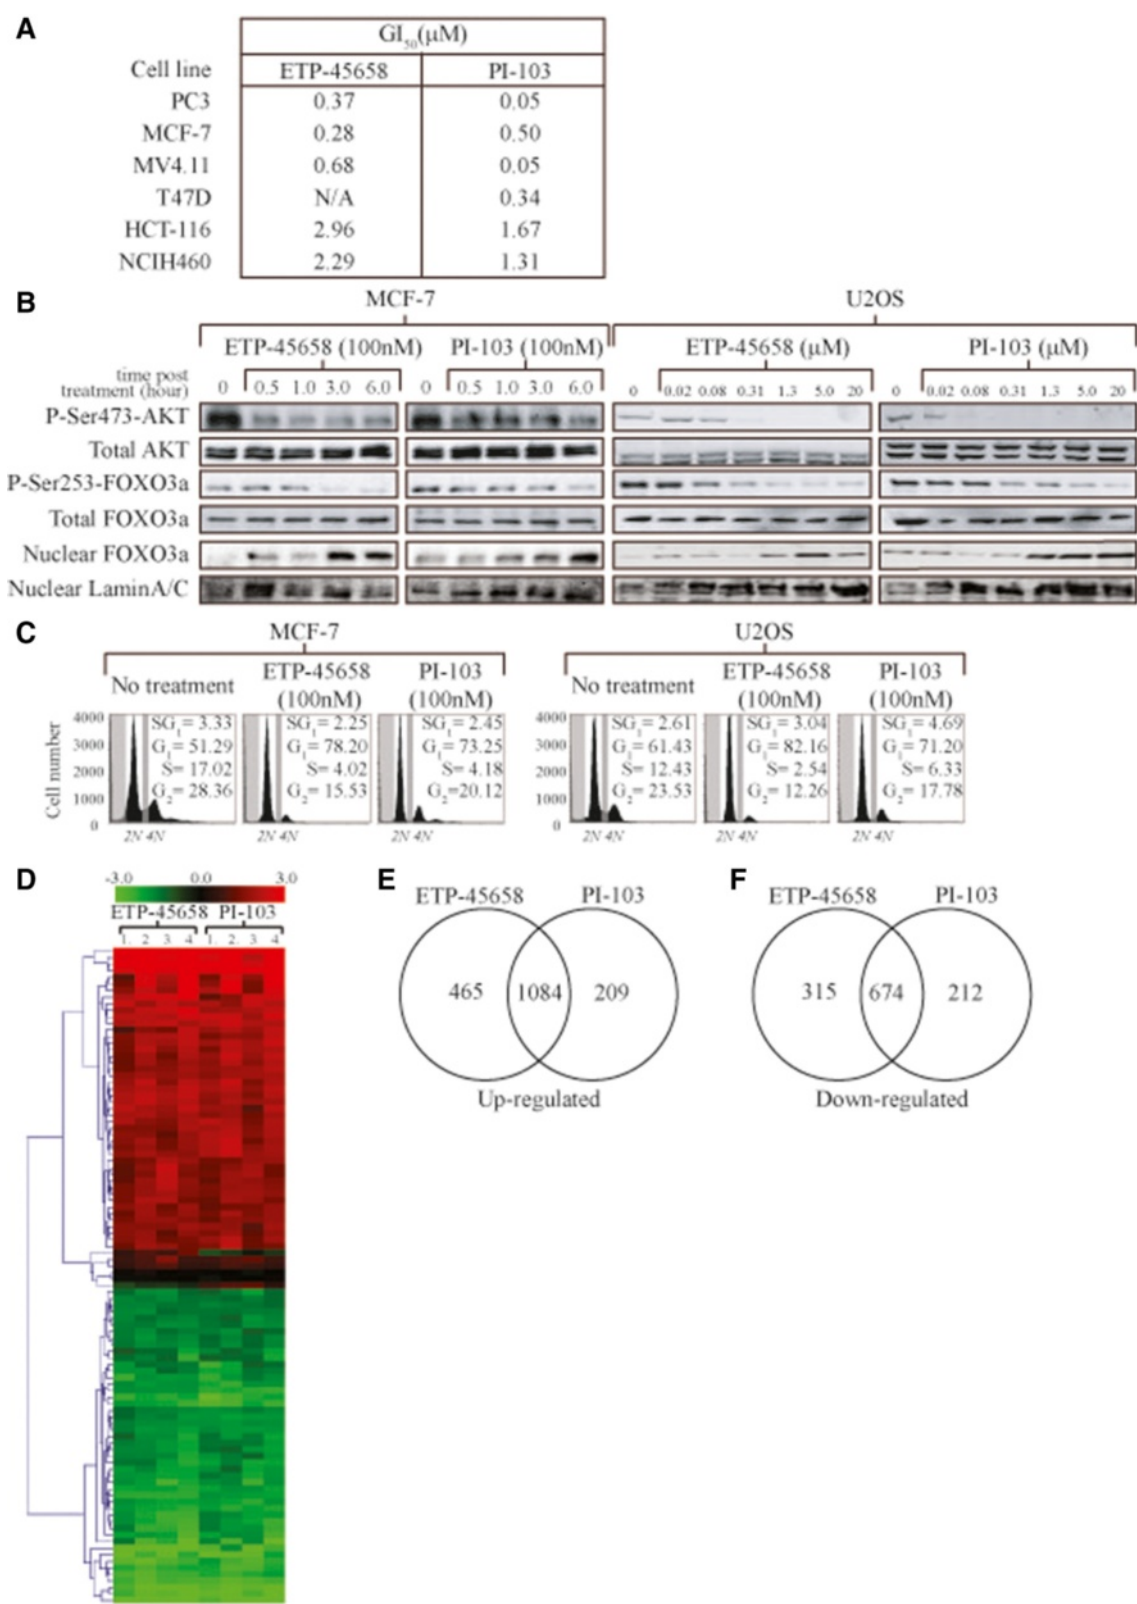 A
GI50(μM)
Cell line ETP-45658 PI-103
PC3 0.37 0.05
MCF-7 0.28 0.50
MV4.11 0.68 0.05
T47D N/A 0.34
HCT-116 2.96 1.67
NCIH460 2.29 1.31
B
MCF-7 U2OS
ETP-45658 (100nM) PI-103 (100nM) ETP-45658 (μM) PI-103 (μM)
time post
treatment (hour) 0 0.5 1.0 3.0 6.0 0 0.5 1.0 3.0 6.0 0 0.02 0.08 0.31 1.3 5.0 20 0 0.02 0.08 0.31 1.3 5.0 20
P-Ser473-AKT
Total AKT
P-Ser253-FOXO3a
Total FOXO3a
Nuclear FOXO3a
Nuclear LaminA/C
C
MCF-7 U2OS
No treatment ETP-45658 (100nM) PI-103 (100nM) No treatment ETP-45658 (100nM) PI-103 (100nM)
Cell number
4000 SG1= 3.33 SG1= 2.25 SG1= 2.45 4000 SG1= 2.61 SG1= 3.04 SG1= 4.69
3000 G1= 51.29 G1= 78.20 G1= 73.25 3000 G1= 61.43 G1= 82.16 G1= 71.20
2000 S= 17.02 S= 4.02 S= 4.18 2000 S= 12.43 S= 2.54 S= 6.33
1000 G2= 28.36 G2= 15.53 G2=20.12 1000 G2= 23.53 G2= 12.26 G2= 17.78
0 0
2N 4N 2N 4N 2N 4N 2N 4N 2N 4N 2N 4N
D
-3.0 0.0 3.0
ETP-45658 PI-103
1. 2 3. 4 1. 2. 3 4
E
ETP-45658 PI-103
465 1084 209
Up-regulated
F
ETP-45658 PI-103
315 674 212
Down-regulated